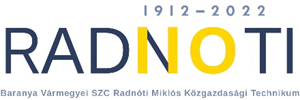 1912-2022
RADNOTI
Baranya Vármegyei SZC Radnóti Miklós Közgazdasági Technikum